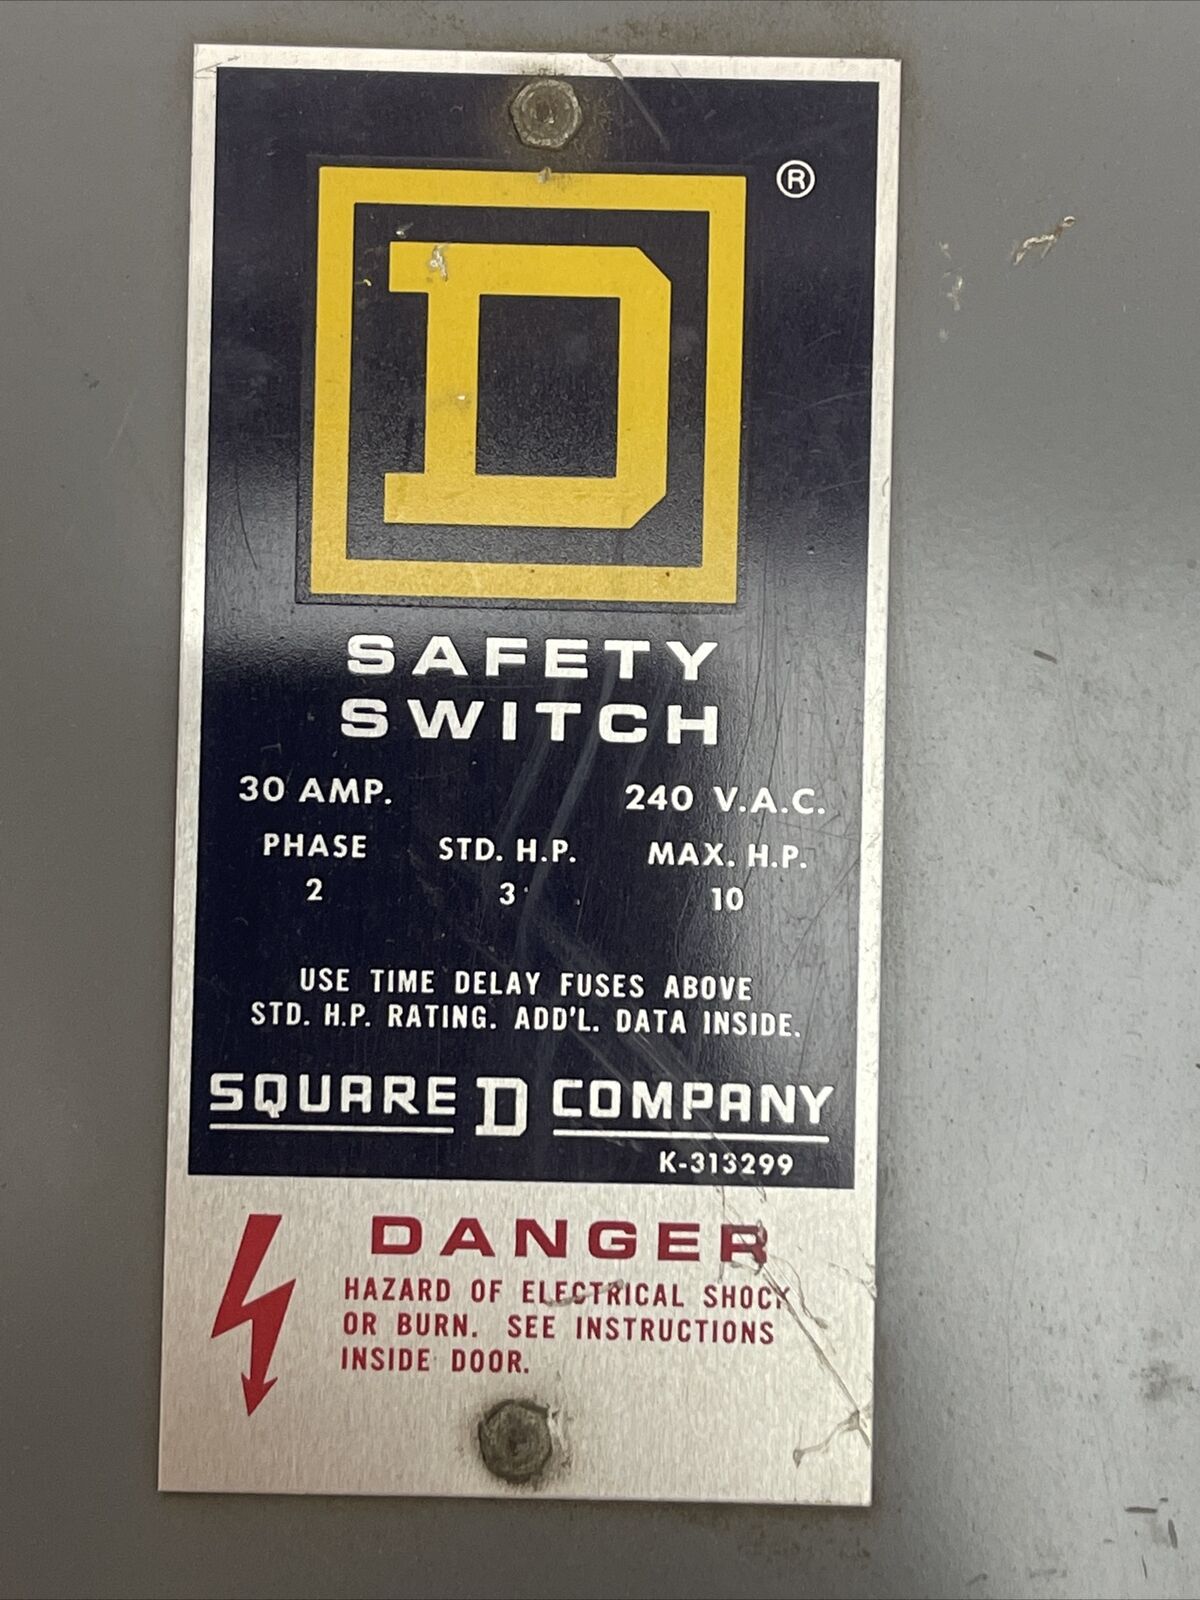 ®
D
SAFETY
SWITCH
30 AMP. 240 V.A.C.
PHASE STD. H.P. MAX. H.P.
2 3 10
USE TIME DELAY FUSES ABOVE
STD. H.P. RATING. ADD'L. DATA INSIDE.
SQUARE D COMPANY
K-313299
DANGER
HAZARD OF ELECTRICAL SHOCK
OR BURN. SEE INSTRUCTIONS
INSIDE DOOR.